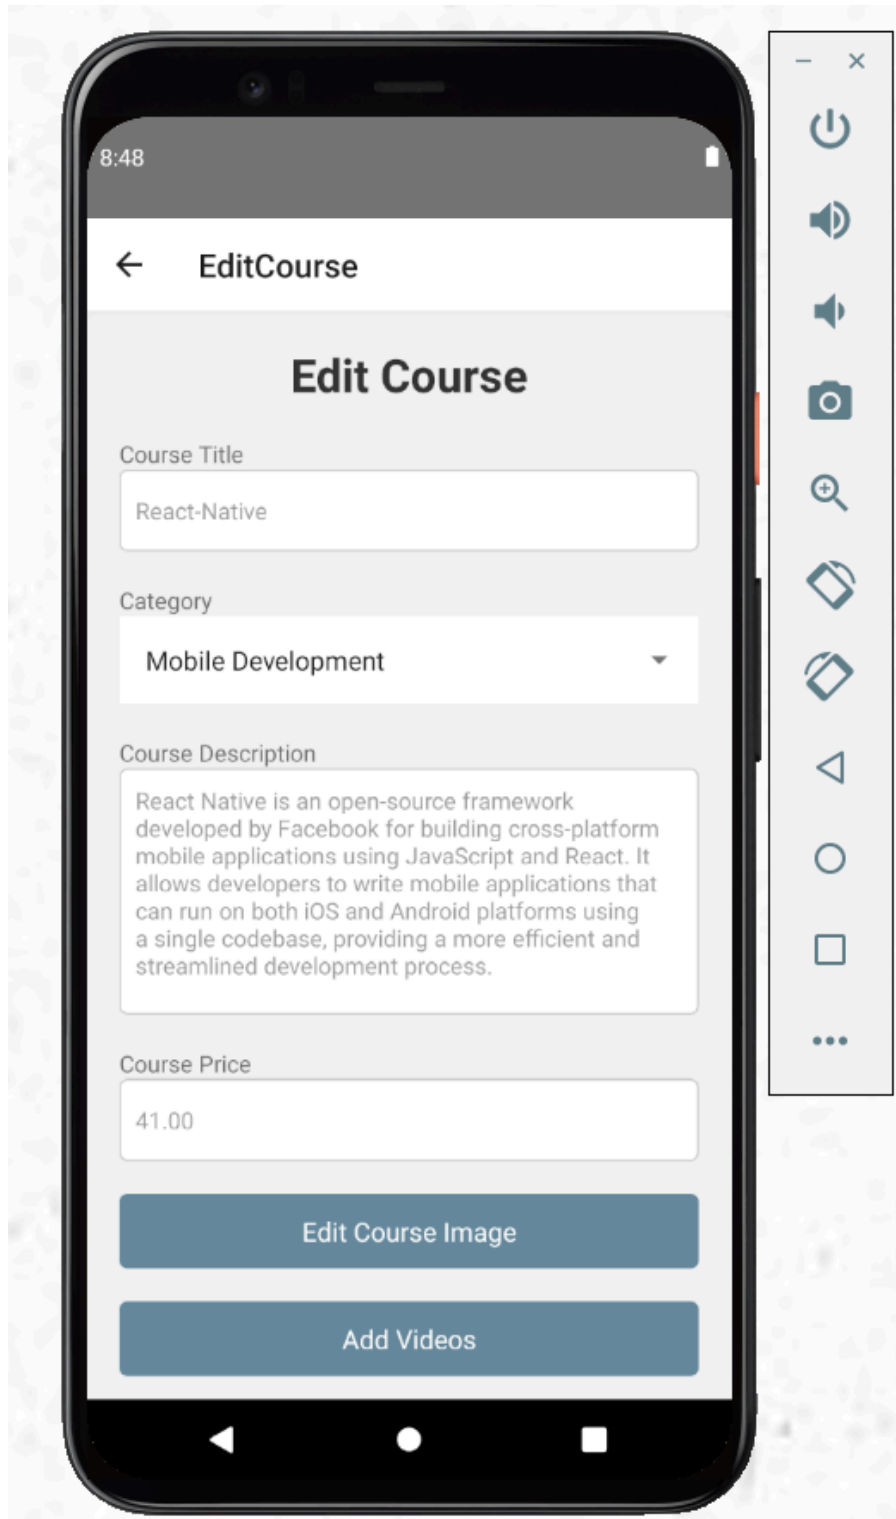 8:48
EditCourse
Edit Course
Course Title
React-Native
Category
Mobile Development
Course Description
React Native is an open-source framework
developed by Facebook for building cross-platform
mobile applications using JavaScript and React. It
allows developers to write mobile applications that
can run on both iOS and Android platforms using
a single codebase, providing a more efficient and
streamlined development process.
Course Price
41.00
Edit Course Image
Add Videos